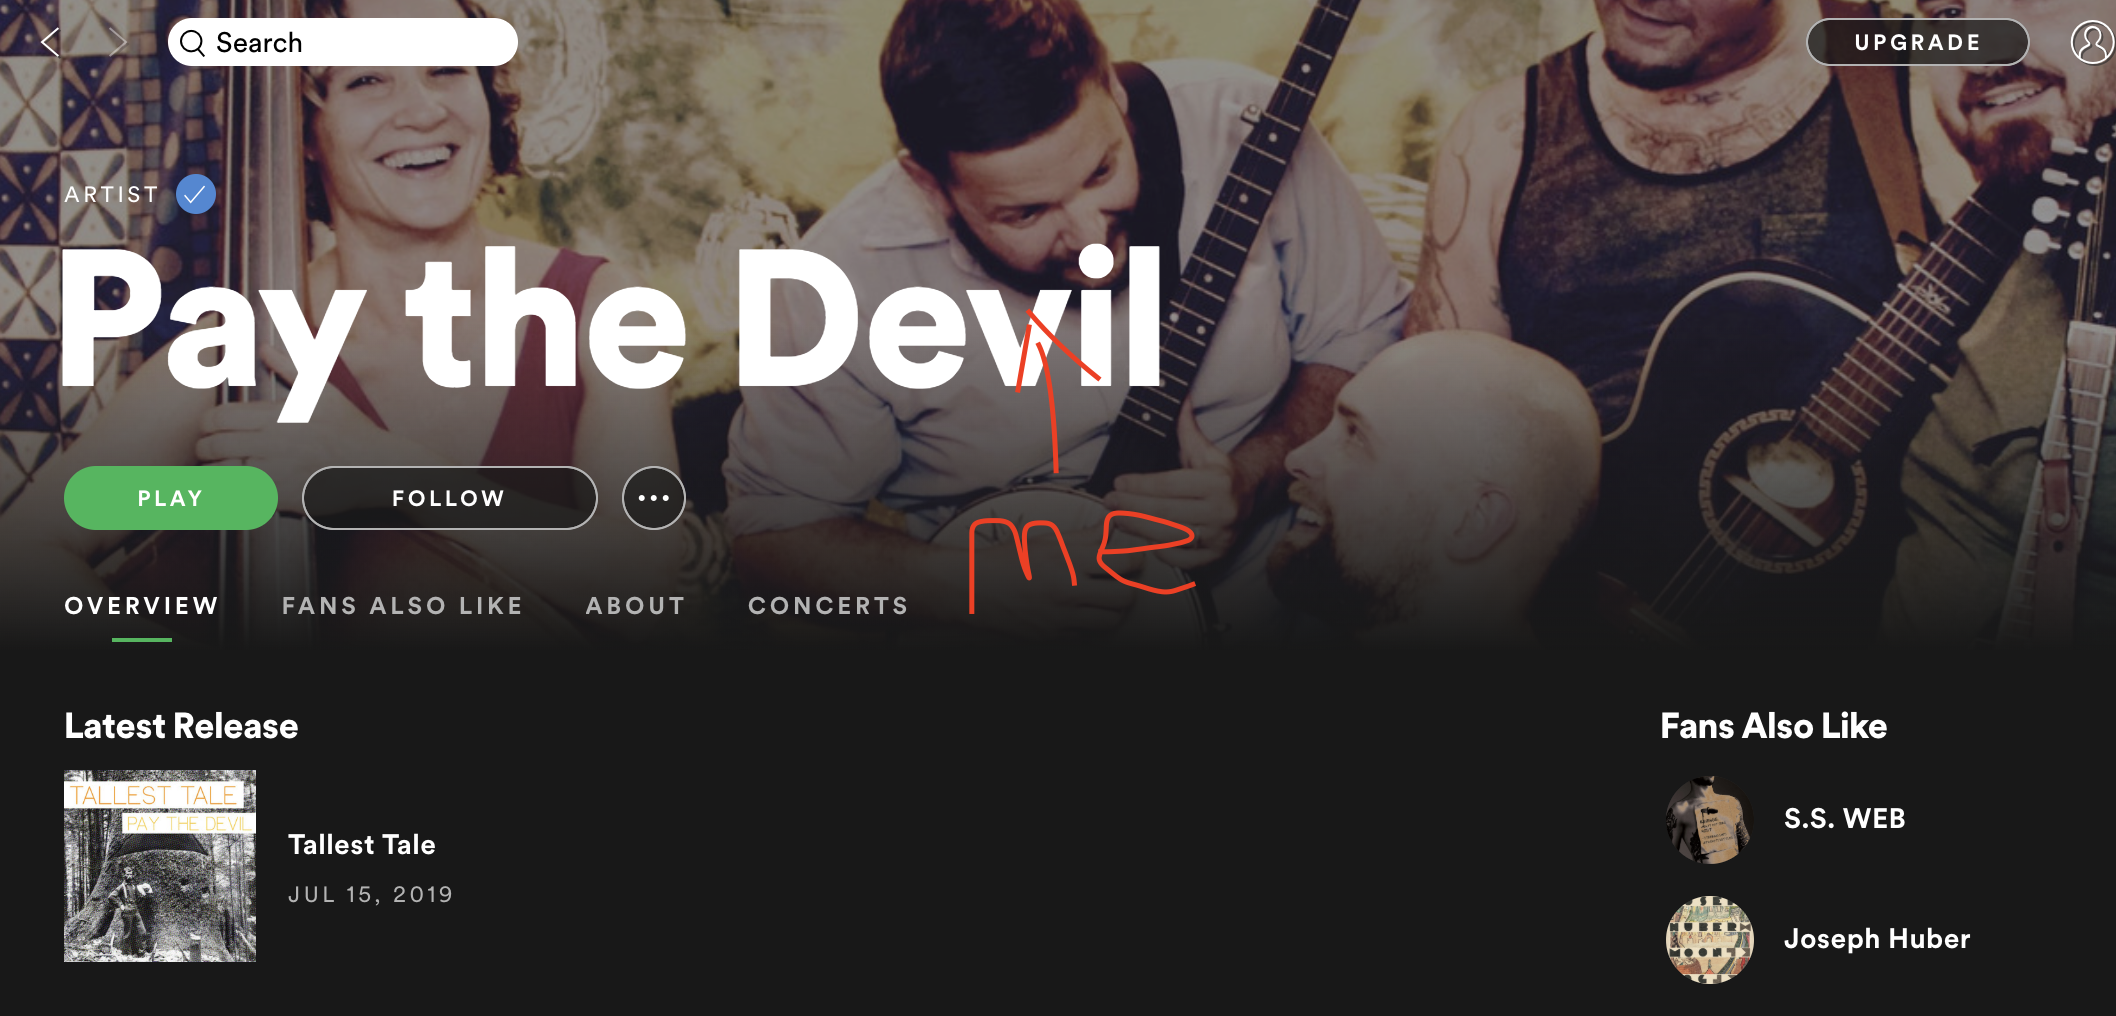 Search
UPGRADE
ARTIST
Pay the Devil
PLAY
FOLLOW
me
OVERVIEW
FANS ALSO LIKE
ABOUT
CONCERTS
Latest Release
TALLEST TALE
PAY THE DEVIL
Tallest Tale
JUL 15, 2019
Fans Also Like
S.S. WEB
Joseph Huber